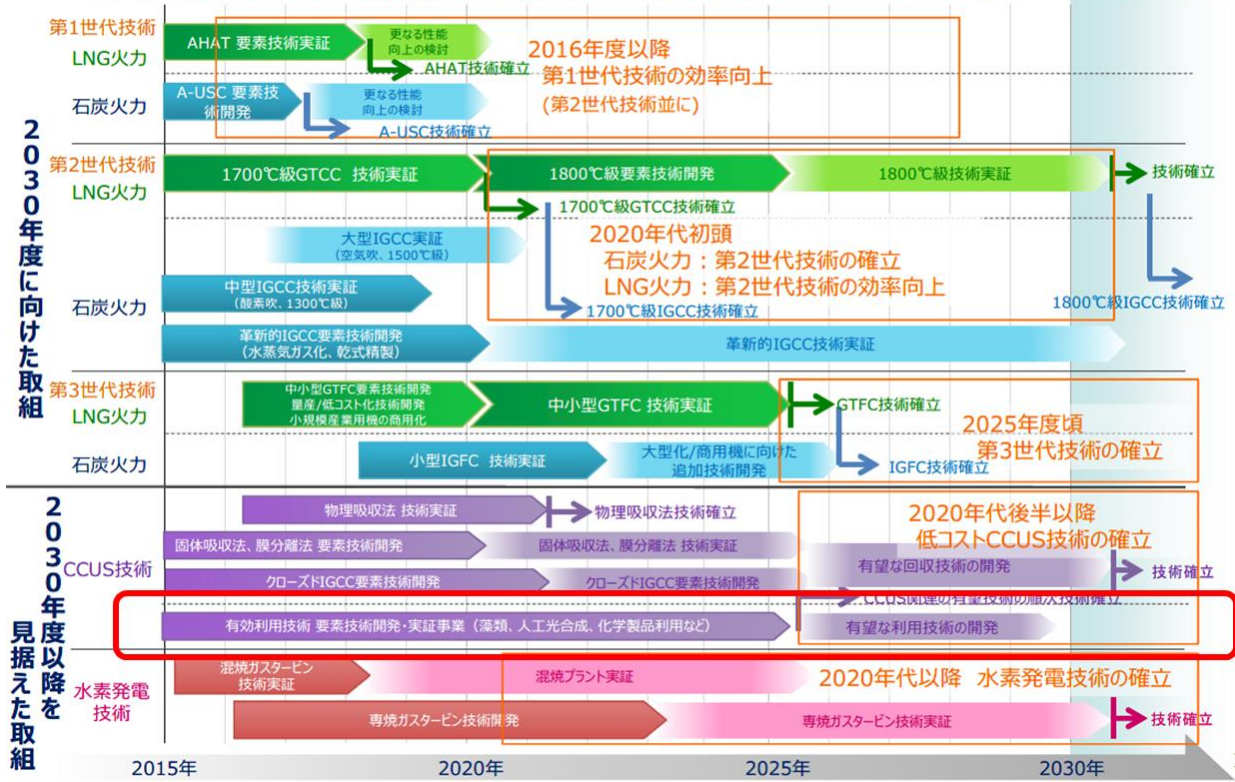 2030年度に向けた取組
第1世代技術
LNG火力
AHAT 要素技術実証
更なる性能
向上の検討
AHAT技術確立
2016年度以降
第1世代技術の効率向上
(第2世代技術並に)
石炭火力
A-USC 要素技
術開発
更なる性能
向上の検討
A-USC技術確立
第2世代技術
LNG火力
1700℃級GTCC 技術実証
1800℃級要素技術開発
1800℃級技術実証
技術確立
1700℃級GTCC技術確立
2020年代初頭
石炭火力：第2世代技術の確立
LNG火力：第2世代技術の効率向上
大型IGCC実証
(空気吹、1500℃級)
石炭火力
中型IGCC技術実証
(酸素吹、1300℃級)
1700℃級IGCC技術確立
1800℃級IGCC技術確立
革新的IGCC要素技術開発
(水蒸気ガス化、乾式精製)
革新的IGCC技術実証
第3世代技術
LNG火力
中小型GTFC要素技術開発
量産/低コスト化技術開発
小規模産業用機の商用化
中小型GTFC 技術実証
GTFC技術確立
2025年度頃
第3世代技術の確立
石炭火力
小型IGFC 技術実証
大型化/商用機に向けた
追加技術開発
IGFC技術確立
2030年度以降を
見据えた取組
CCUS技術
物理吸収法 技術実証
物理吸収法技術確立
2020年代後半以降
低コストCCUS技術の確立
固体吸収法、膜分離法 要素技術開発
固体吸収法、膜分離法 技術実証
有望な回収技術の開発
技術確立
クローズドIGCC要素技術開発
クローズドIGCC要素技術開発
CCUS関連の有望技術の順次技術確立
有効利用技術 要素技術開発・実証事業（藻類、人工光合成、化学製品利用など）
有望な利用技術の開発
水素発電
技術
混焼ガスタービン
技術実証
混焼プラント実証
2020年代以降 水素発電技術の確立
専焼ガスタービン技術開発
専焼ガスタービン技術実証
技術確立
2015年
2020年
2025年
2030年